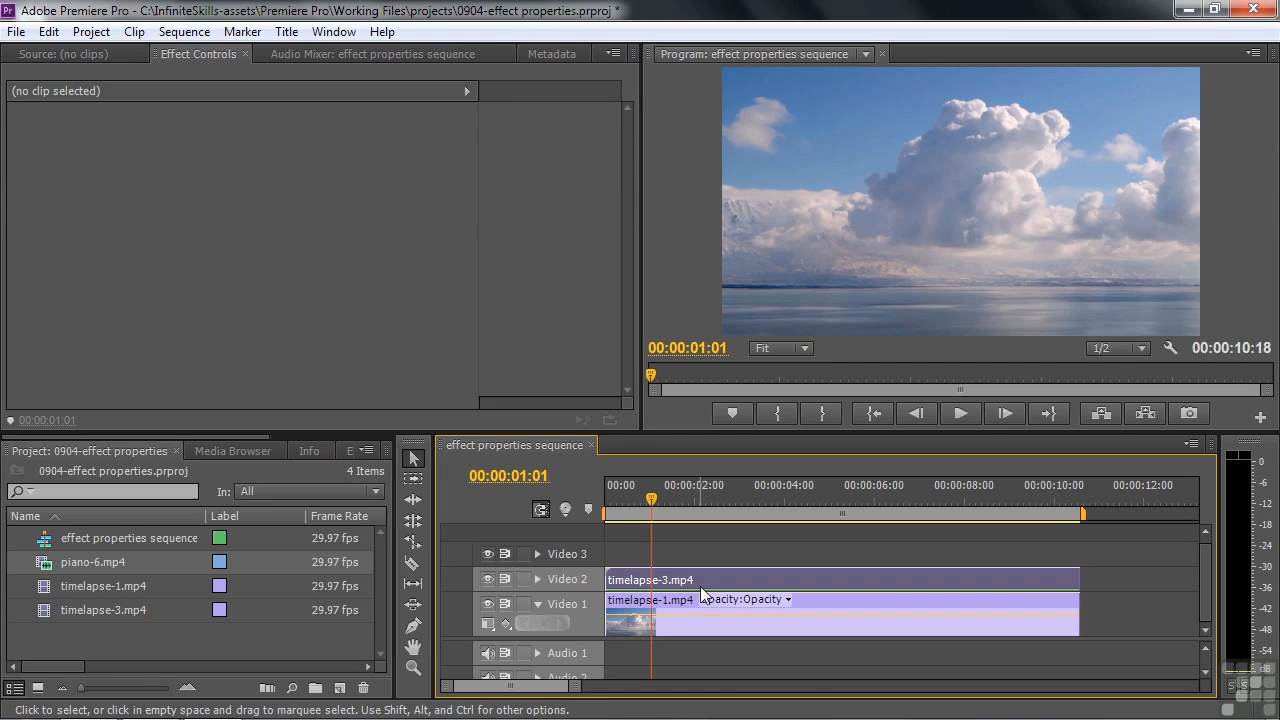 Pr Adobe Premiere Pro - C:\InfiniteSkills-assets\Premiere Pro\Working Files\projects\0904-effect properties.prproj *
File Edit Project Clip Sequence Marker Title Window Help
Source: (no clips) Effect Controls × Audio Mixer: effect properties sequence Metadata
Program: effect properties sequence ×
(no clip selected)
00:00:01:01 Fit 1/2 00:00:10:18
00:00:01:01
Project: 0904-effect properties × Media Browser Info E
0904-effect properties.prproj 4 Items
In: All
Name Label Frame Rate
effect properties sequence 29.97 fps
piano-6.mp4 29.97 fps
timelapse-1.mp4 29.97 fps
timelapse-3.mp4 29.97 fps
effect properties sequence ×
00:00:01:01
00:00 00:00:02:00 00:00:04:00 00:00:06:00 00:00:08:00 00:00:10:00 00:00:12:00
Video 3
Video 2 timelapse-3.mp4
Video 1 timelapse-1.mp4 pacity:Opacity
Audio 1
Audio 2
0
-6
-12
-18
-24
-30
-36
-42
-48
-54
dB
S S
Click to select, or click in empty space and drag to marquee select. Use Shift, Alt, and Ctrl for other options.